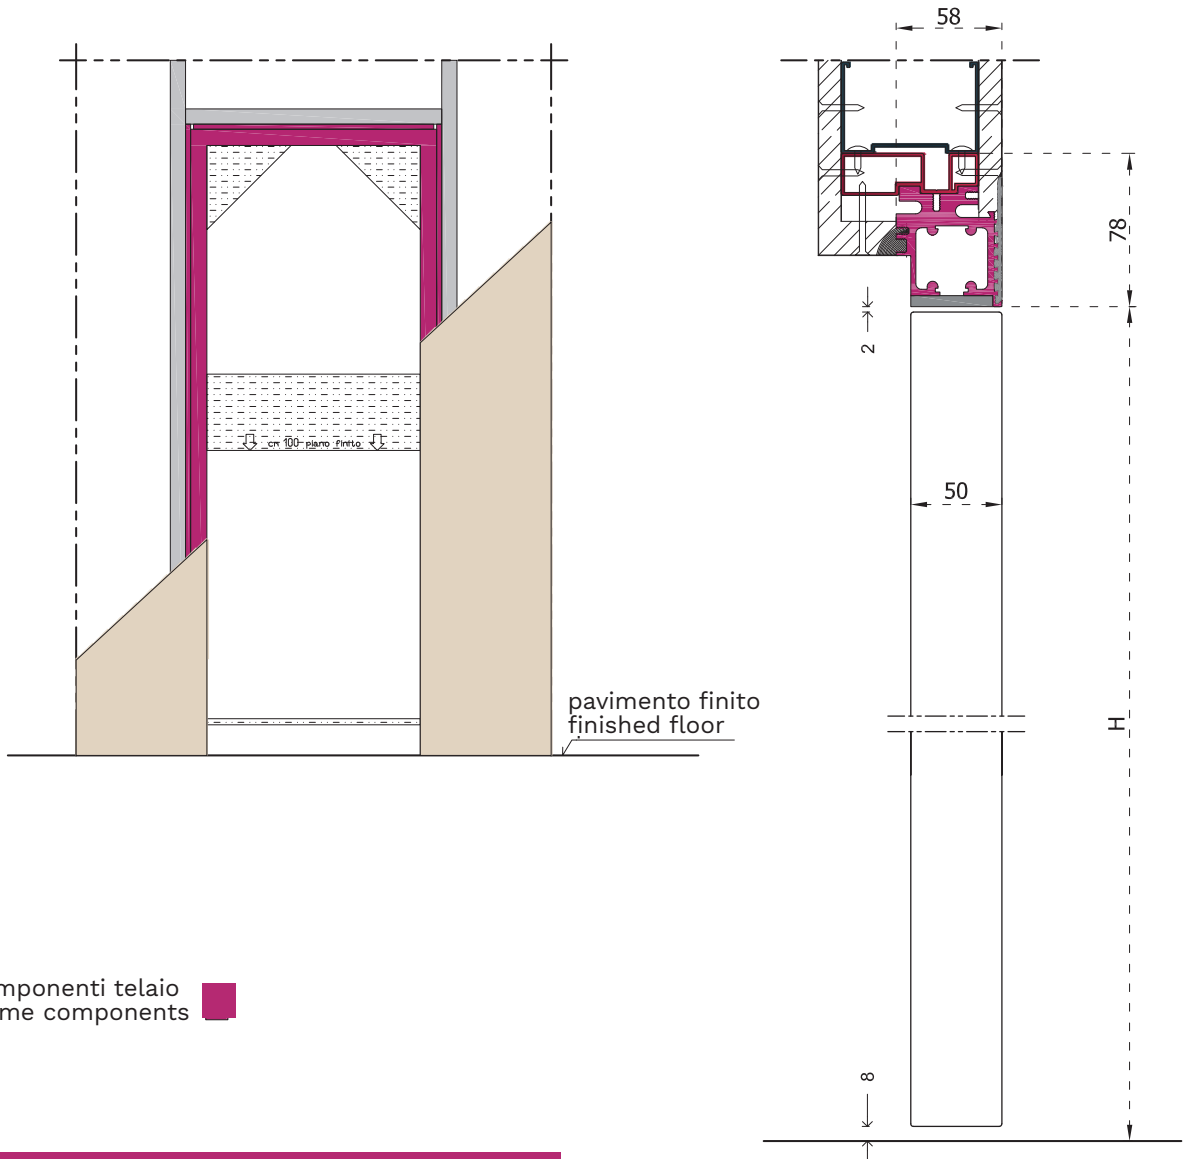 58
78
2
cm 100 piano finito
50
pavimento finito
finished floor
H
mponenti telaio
me components
8